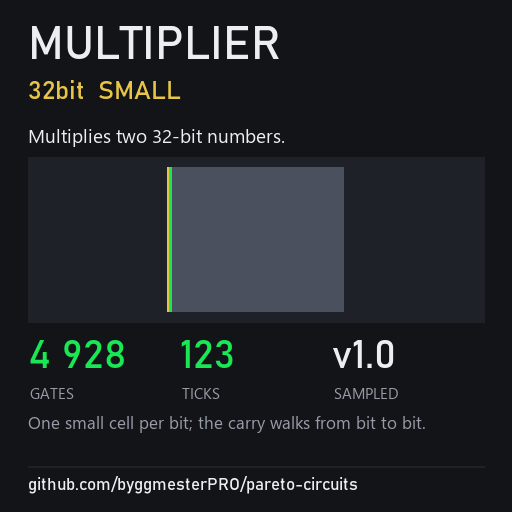 MULTIPLIER
32bit SMALL
Multiplies two 32-bit numbers.
4 928 123 v1.0
GATES TICKS SAMPLED
One small cell per bit; the carry walks from bit to bit.
github.com/byggmesterPRO/pareto-circuits